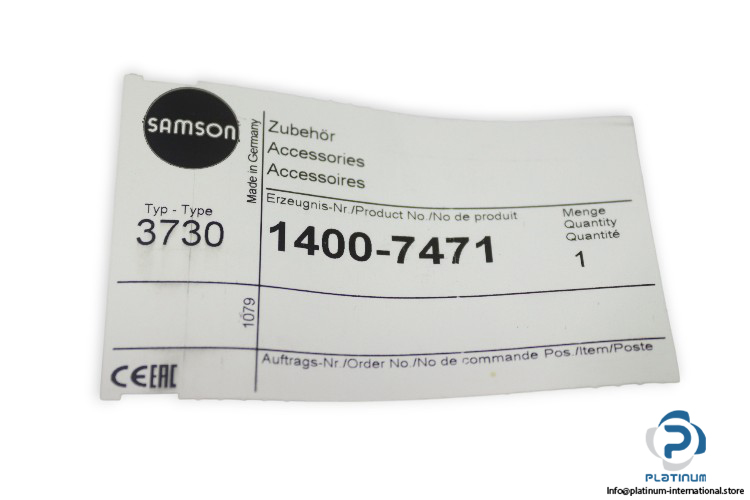 SAMSON
Made in Germany
Zubehör
Accessories
Accessoires
Typ - Type
3730
Erzeugnis-Nr./Product No./No de produit
1400-7471
Menge
Quantity
Quantité
1
1079
Auftrags-Nr./Order No./No de commande Pos./Item/Poste
CE EAC
PLATINUM
Info@platinum-international.store